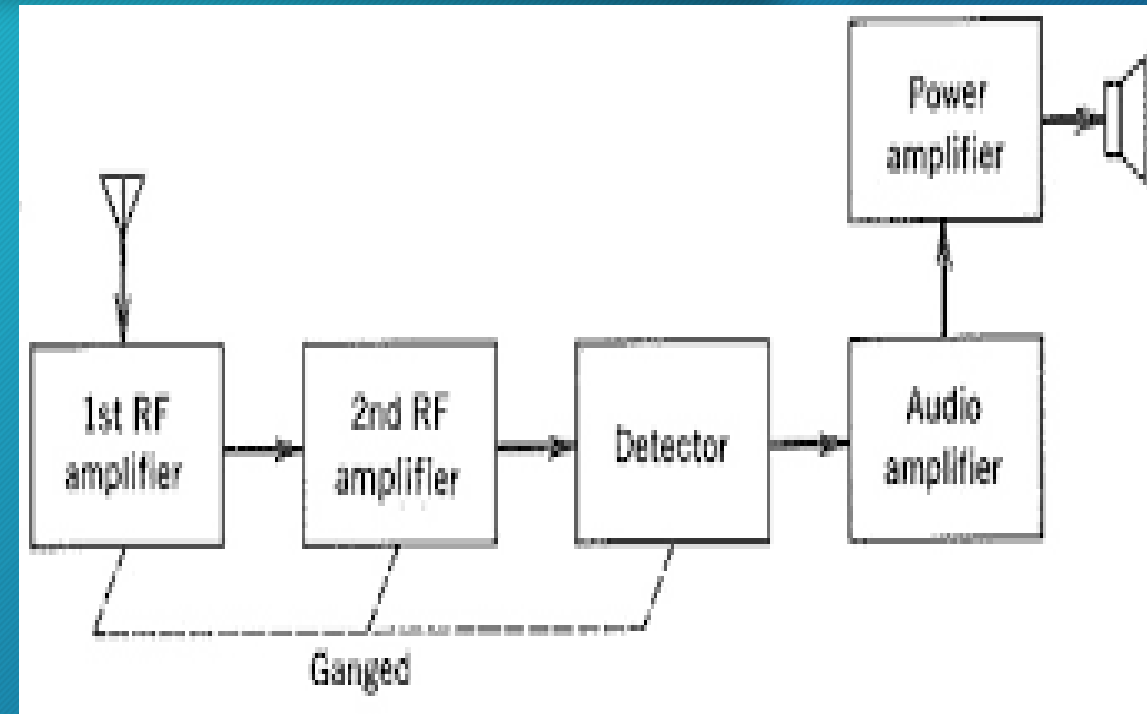 1st RF
amplifier
2nd RF
amplifier
Detector
Audio
amplifier
Power
amplifier
Ganged